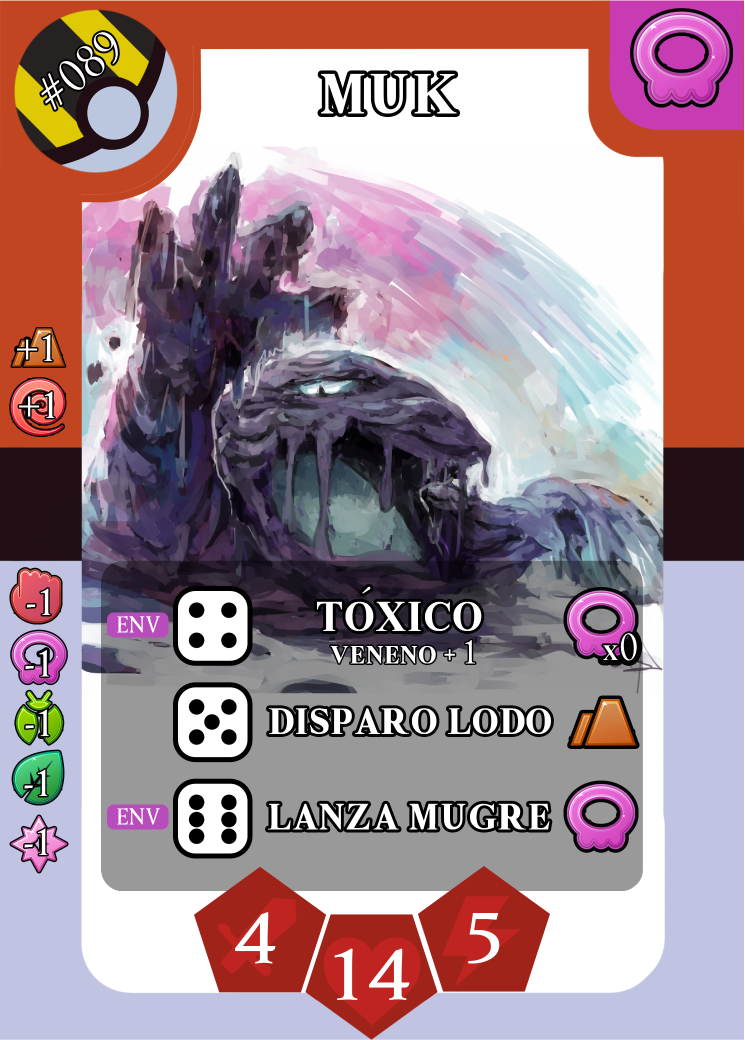 #089
MUK
+1
+1
-1
-1
-1
-1
-1
ENV
TÓXICO
VENENO + 1
x0
DISPARO LODO
ENV
LANZA MUGRE
4
14
5